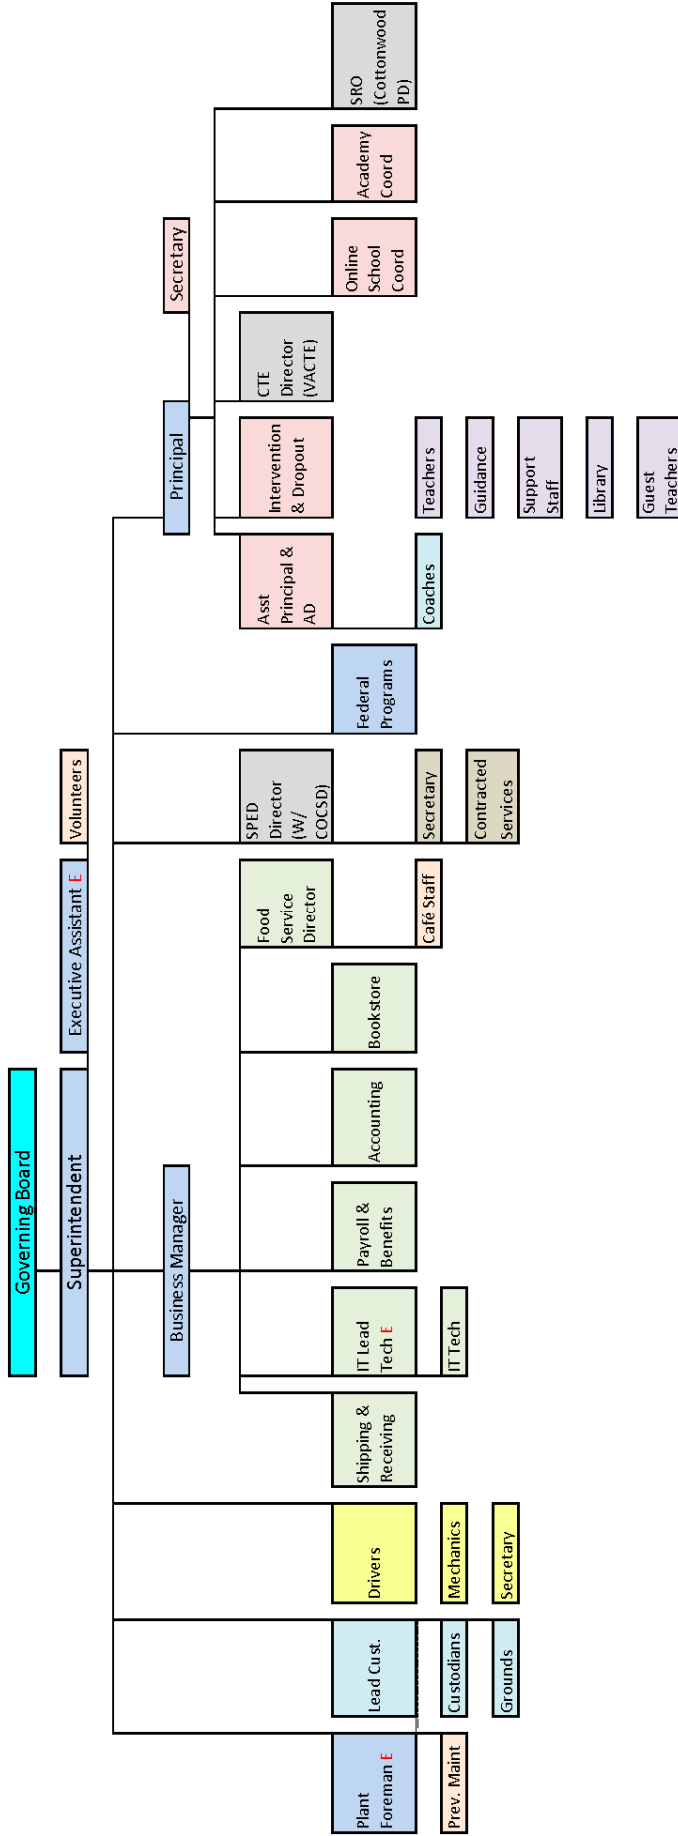 Governing Board
Superintendent
Executive Assistant E
Volunteers
Business Manager
Principal
Secretary
Food
Service
Director
SPED
Director
(W/
COCSD)
Asst
Principal &
AD
Intervention
& Dropout
CTE
Director
(VACTE)
Plant
Foreman E
Lead Cust.
Drivers
Shipping &
Receiving
IT Lead
Tech E
Payroll &
Benefits
Accounting
Bookstore
Federal
Programs
Online
School
Coord
Academy
Coord
SRO
(Cottonwood
PD)
Prev. Maint
Custodians
Mechanics
IT Tech
Café Staff
Secretary
Coaches
Teachers
Grounds
Secretary
Contracted
Services
Guidance
Support
Staff
Library
Guest
Teachers